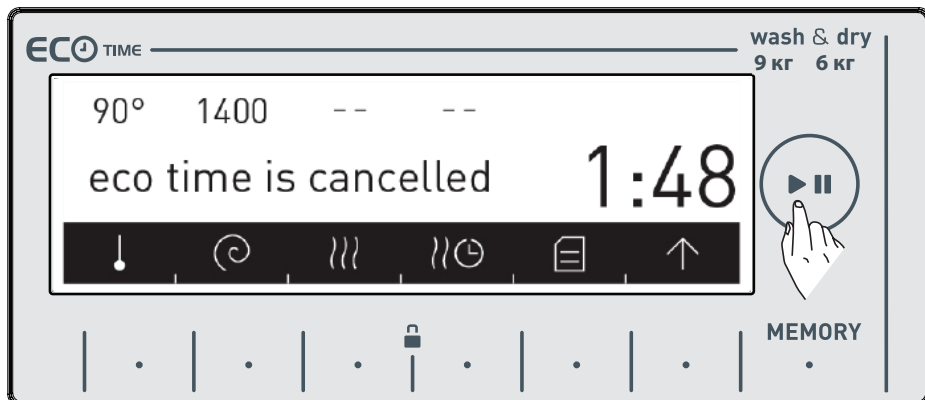 ECO TIME
wash & dry
9 кг 6 кг
90° 1400 -- --
eco time is cancelled 1:48
MEMORY